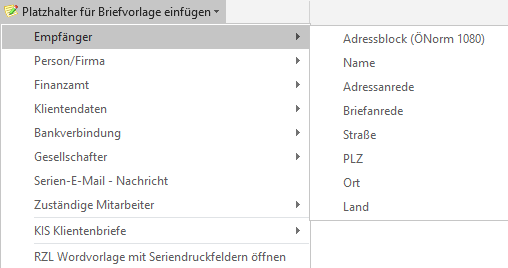 Platzhalter für Briefvorlage einfügen
Empfänger
Person/Firma
Finanzamt
Klientendaten
Bankverbindung
Gesellschafter
Serien-E-Mail - Nachricht
Zuständige Mitarbeiter
KIS Klientenbriefe
RZL Wordvorlage mit Seriendruckfeldern öffnen
Adressblock (ÖNorm 1080)
Name
Adressanrede
Briefanrede
Straße
PLZ
Ort
Land